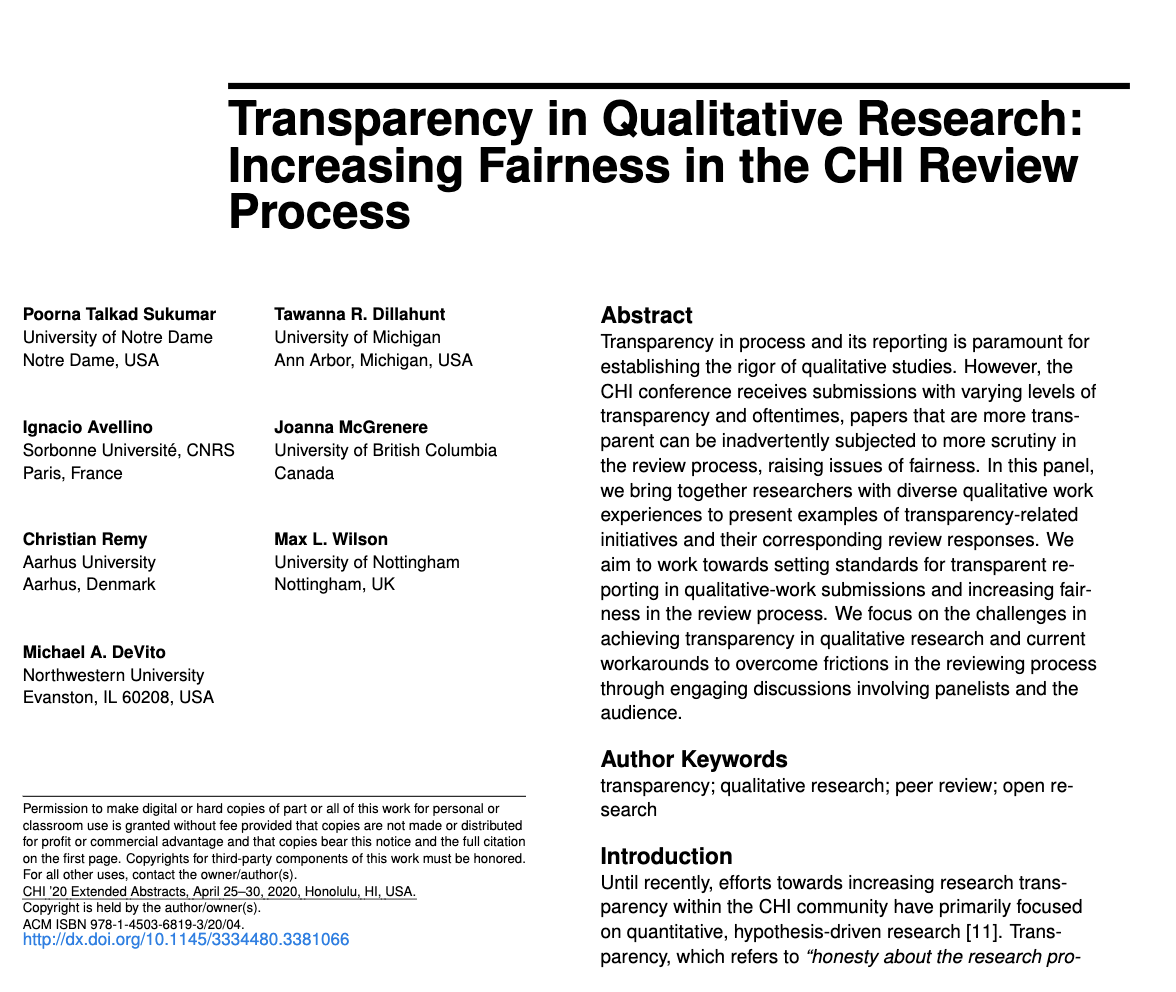 Transparency in Qualitative Research:
Increasing Fairness in the CHI Review
Process
Poorna Talkad Sukumar
University of Notre Dame
Notre Dame, USA
Tawanna R. Dillahunt
University of Michigan
Ann Arbor, Michigan, USA
Ignacio Avellino
Sorbonne Université, CNRS
Paris, France
Joanna McGrenere
University of British Columbia
Canada
Christian Remy
Aarhus University
Aarhus, Denmark
Max L. Wilson
University of Nottingham
Nottingham, UK
Michael A. DeVito
Northwestern University
Evanston, IL 60208, USA
Permission to make digital or hard copies of part or all of this work for personal or
classroom use is granted without fee provided that copies are not made or distributed
for profit or commercial advantage and that copies bear this notice and the full citation
on the first page. Copyrights for third-party components of this work must be honored.
For all other uses, contact the owner/author(s).
CHI ’20 Extended Abstracts, April 25–30, 2020, Honolulu, HI, USA.
Copyright is held by the author/owner(s).
ACM ISBN 978-1-4503-6819-3/20/04.
http://dx.doi.org/10.1145/3334480.3381066
Abstract
Transparency in process and its reporting is paramount for
establishing the rigor of qualitative studies. However, the
CHI conference receives submissions with varying levels of
transparency and oftentimes, papers that are more trans-
parent can be inadvertently subjected to more scrutiny in
the review process, raising issues of fairness. In this panel,
we bring together researchers with diverse qualitative work
experiences to present examples of transparency-related
initiatives and their corresponding review responses. We
aim to work towards setting standards for transparent re-
porting in qualitative-work submissions and increasing fair-
ness in the review process. We focus on the challenges in
achieving transparency in qualitative research and current
workarounds to overcome frictions in the reviewing process
through engaging discussions involving panelists and the
audience.
Author Keywords
transparency; qualitative research; peer review; open re-
search
Introduction
Until recently, efforts towards increasing research trans-
parency within the CHI community have primarily focused
on quantitative, hypothesis-driven research [11]. Trans-
parency, which refers to “honesty about the research pro-